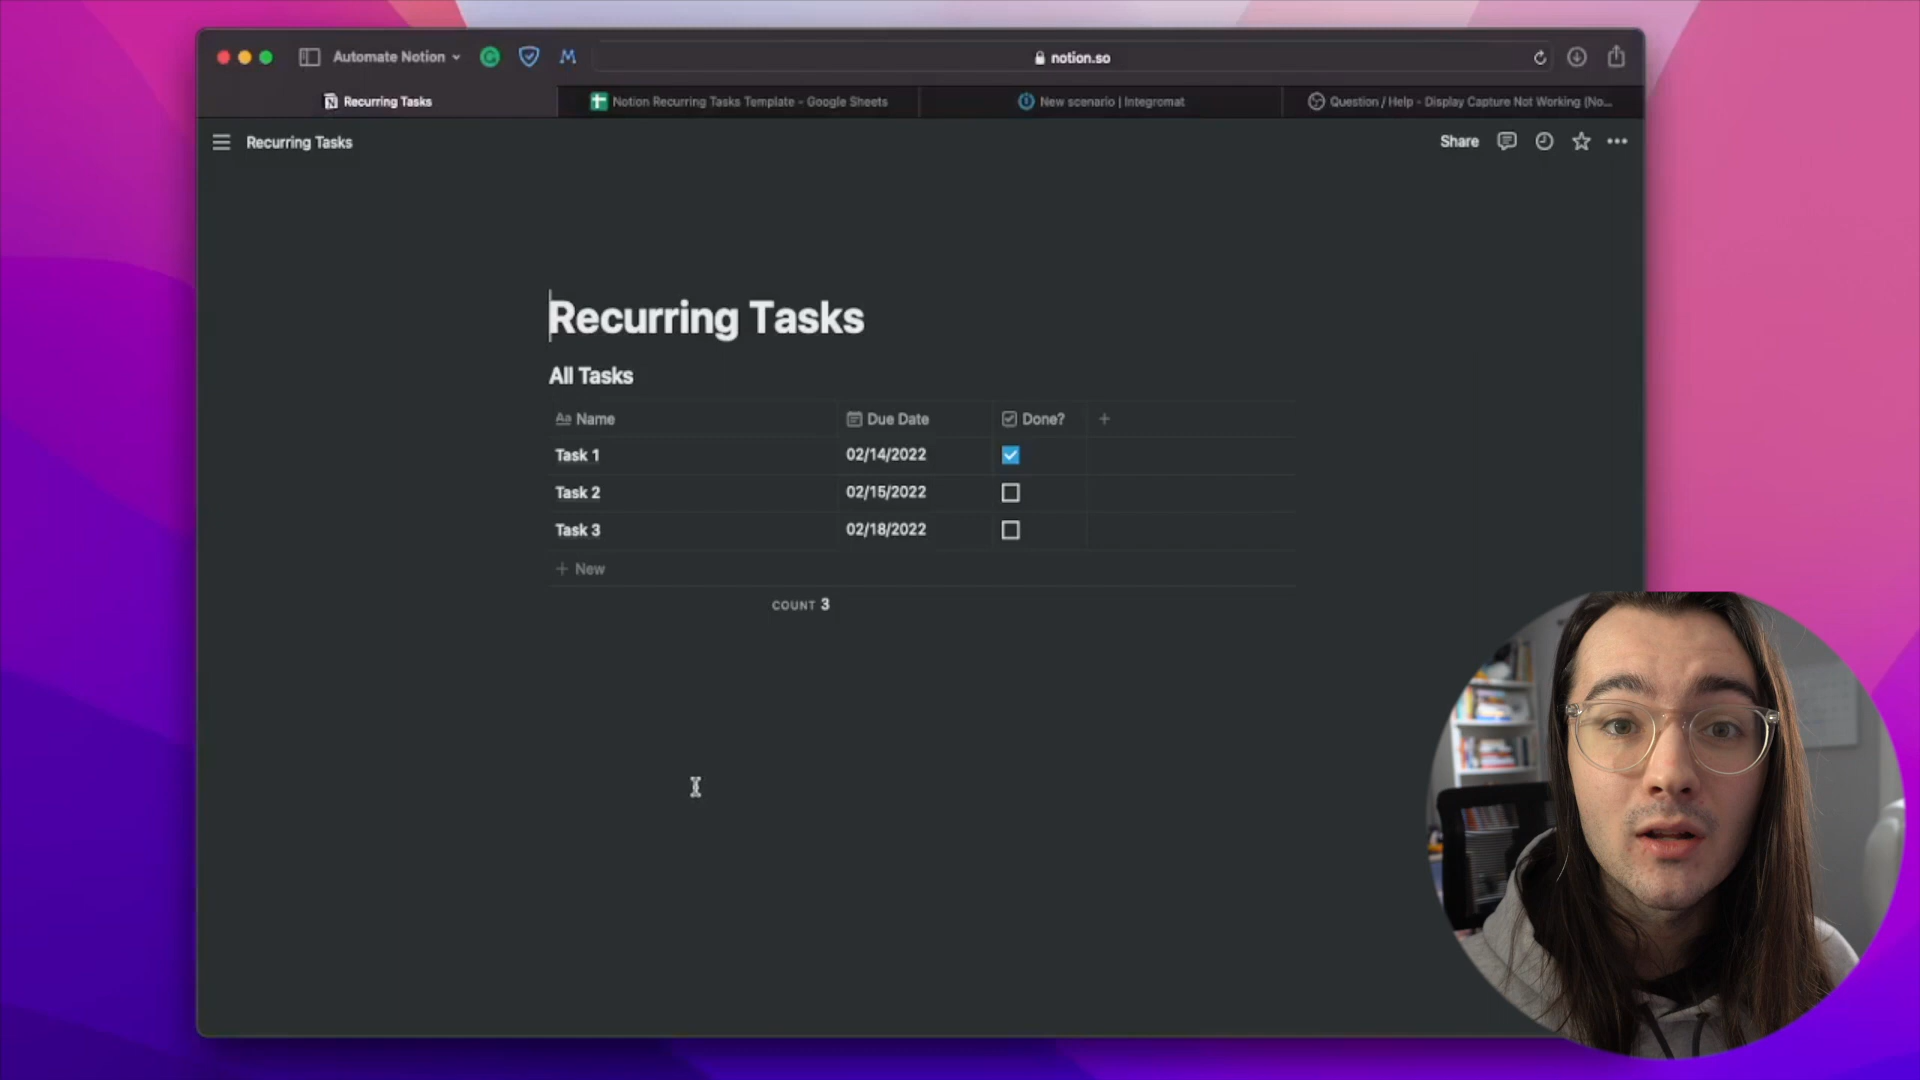 Automate Notion
notion.so
Recurring Tasks
Notion Recurring Tasks Template - Google Sheets
New scenario | Integromat
Question / Help - Display Capture Not Working (No...
Recurring Tasks
Share
Recurring Tasks
All Tasks
Aa Name
Due Date
Done?
Task 1
02/14/2022
Task 2
02/15/2022
Task 3
02/18/2022
+ New
COUNT 3